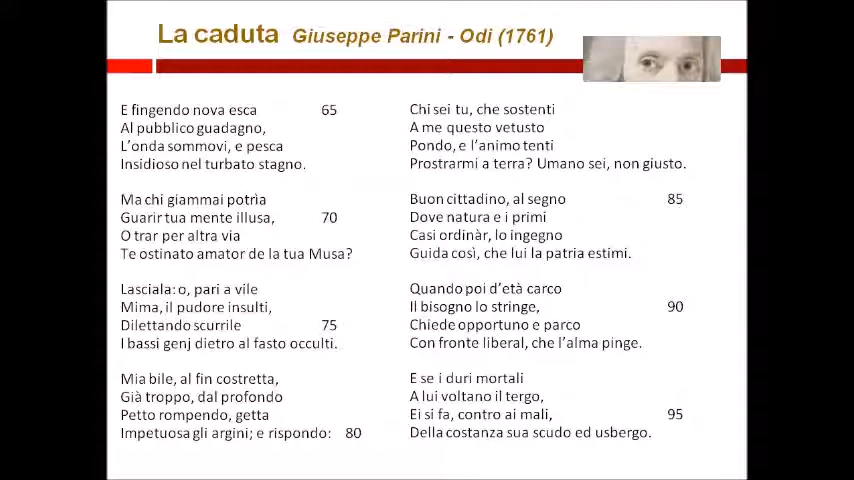 La caduta Giuseppe Parini - Odi (1761)
E fingendo nova esca 65
Al pubblico guadagno,
L'onda sommovi, e pesca
Insidioso nel turbato stagno.
Ma chi giammai potrìa
Guarir tua mente illusa, 70
O trar per altra via
Te ostinato amator de la tua Musa?
Lasciala: o, pari a vile
Mima, il pudore insulti,
Dilettando scurrile 75
I bassi genj dietro al fasto occulti.
Mia bile, al fin costretta,
Già troppo, dal profondo
Petto rompendo, getta
Impetuosa gli argini; e rispondo: 80
Chi sei tu, che sostenti
A me questo vetusto
Pondo, e l'animo tenti
Prostrarmi a terra? Umano sei, non giusto.
Buon cittadino, al segno 85
Dove natura e i primi
Casi ordinàr, lo ingegno
Guida così, che lui la patria estimi.
Quando poi d'età carco
Il bisogno lo stringe, 90
Chiede opportuno e parco
Con fronte liberal, che l'alma pinge.
E se i duri mortali
A lui voltano il tergo,
Ei si fa, contro ai mali, 95
Della costanza sua scudo ed usbergo.